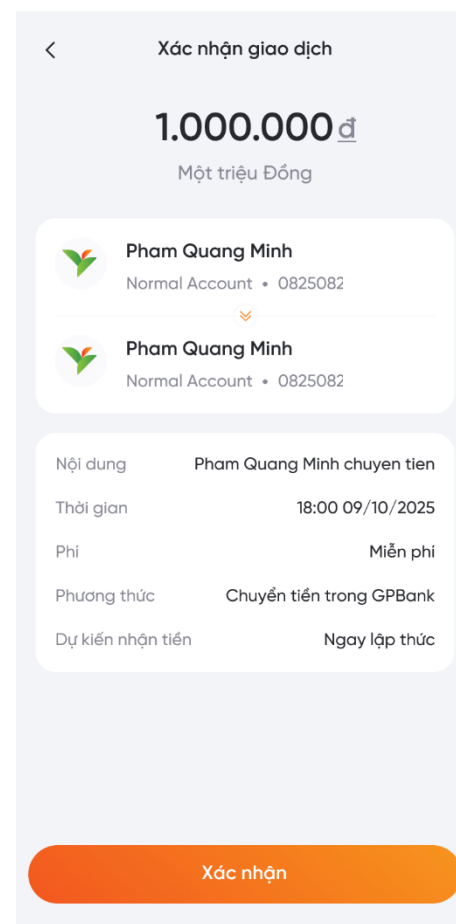 Xác nhận giao dịch
1.000.000 đ
Một triệu Đồng
Pham Quang Minh
Normal Account • 0825082
Pham Quang Minh
Normal Account • 0825082
Nội dung Pham Quang Minh chuyen tien
Thời gian 18:00 09/10/2025
Phí Miễn phí
Phương thức Chuyển tiền trong GPBank
Dự kiến nhận tiền Ngay lập thức
Xác nhận